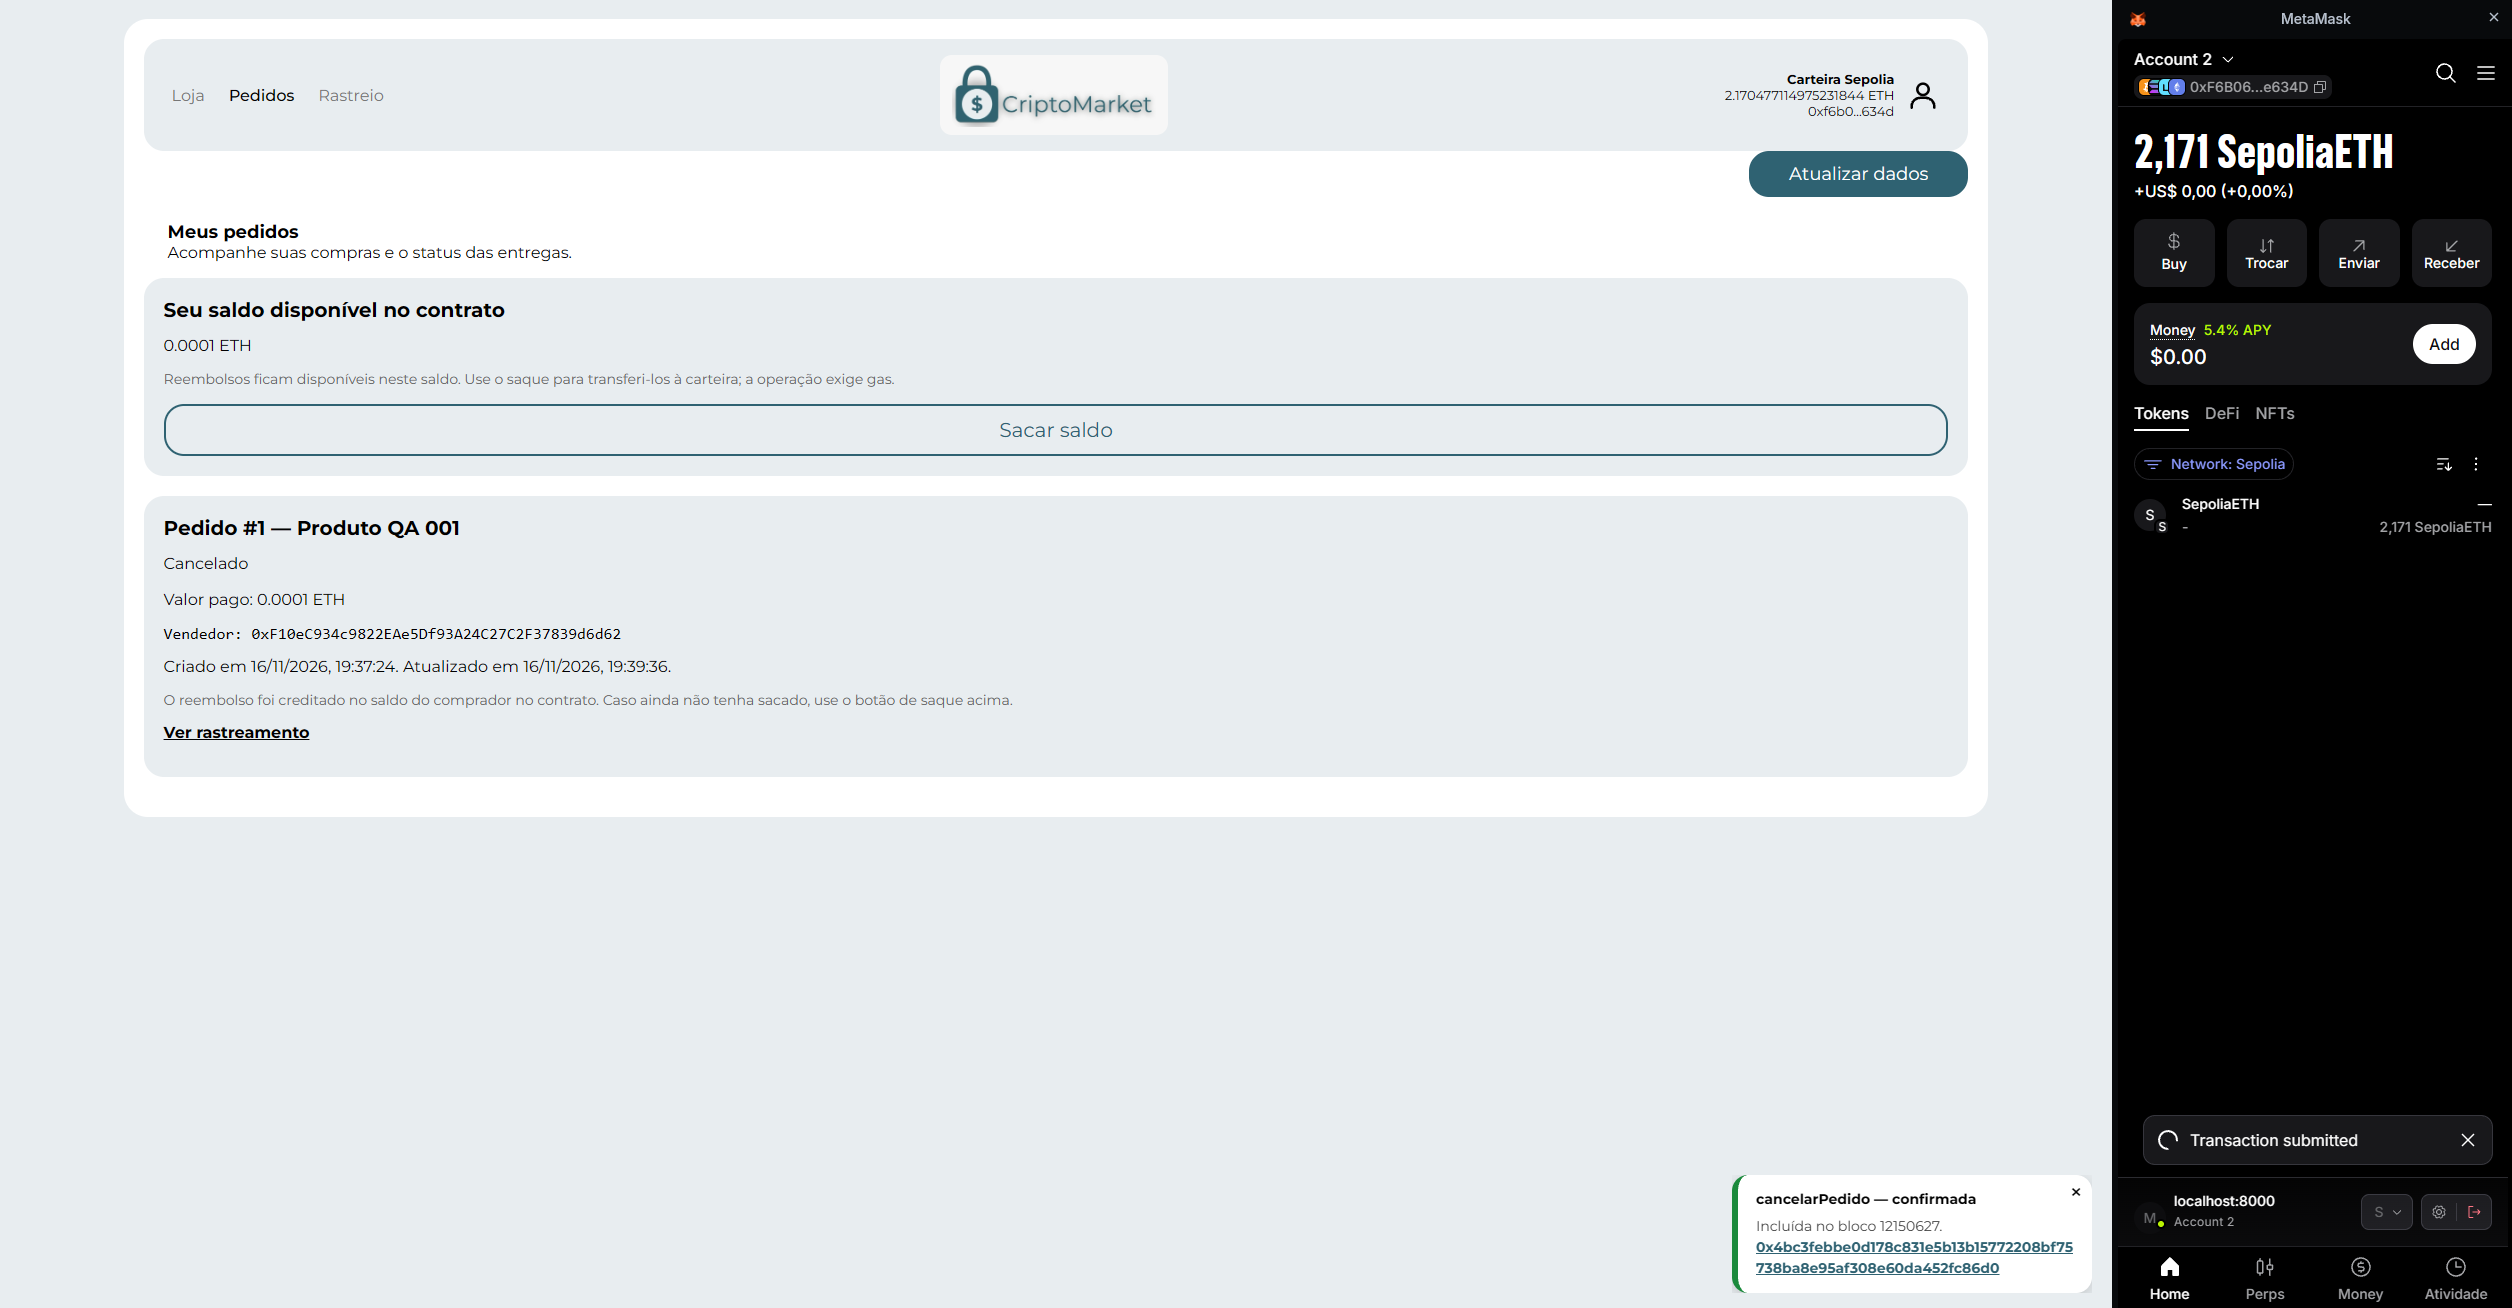 Loja
Pedidos
Rastreio
$
CriptoMarket
Carteira Sepolia
2.170477114975231844 ETH
0xf6b0...634d
Atualizar dados
Meus pedidos
Acompanhe suas compras e o status das entregas.
Seu saldo disponível no contrato
0.0001 ETH
Reembolsos ficam disponíveis neste saldo. Use o saque para transferi-los à carteira; a operação exige gas.
Sacar saldo
Pedido #1 — Produto QA 001
Cancelado
Valor pago: 0.0001 ETH
Vendedor: 0xF10eC934c9822EAe5Df93A24C27C2F37839d6d62
Criado em 16/11/2026, 19:37:24. Atualizado em 16/11/2026, 19:39:36.
O reembolso foi creditado no saldo do comprador no contrato. Caso ainda não tenha sacado, use o botão de saque acima.
Ver rastreamento
cancelarPedido — confirmada
Incluída no bloco 12150627.
0x4bc3febbe0d178c831e5b13b15772208bf75
738ba8e95af308e60da452fc86d0
MetaMask
Account 2
0xF6B06...e634D
2,171 SepoliaETH
+US$ 0,00 (+0,00%)
Buy
Trocar
Enviar
Receber
Money 5.4% APY
$0.00
Add
Tokens
DeFi
NFTs
Network: Sepolia
S
S
SepoliaETH
—
-
2,171 SepoliaETH
Transaction submitted
M
localhost:8000
Account 2
S
Home
Perps
Money
Atividade